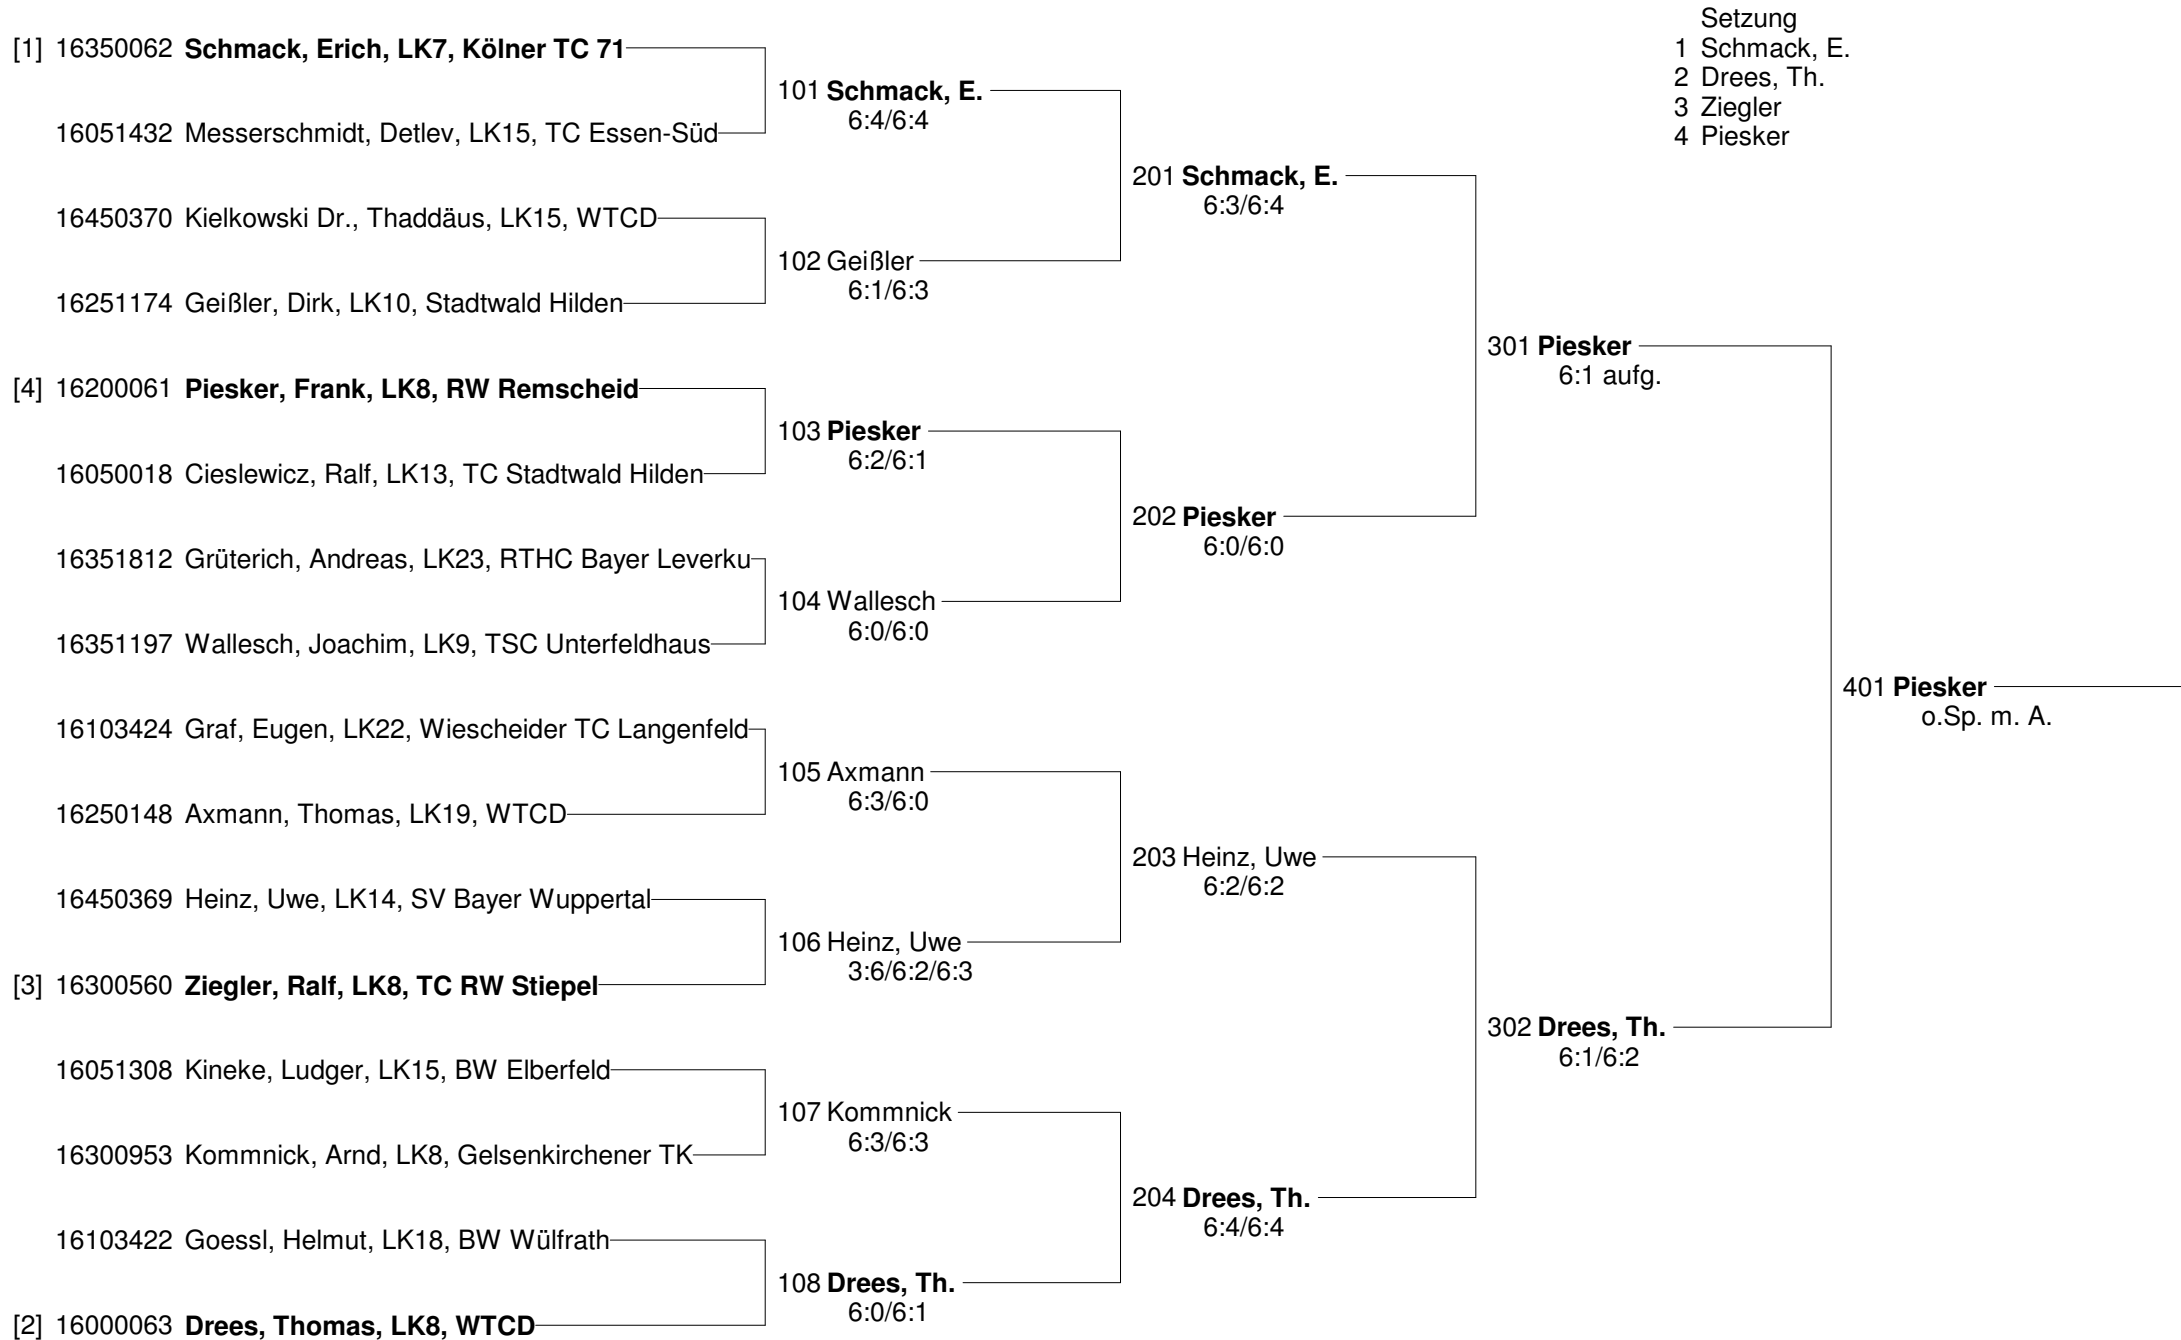 Setzung
1 Schmack, E.
2 Drees, Th.
3 Ziegler
4 Piesker
[1] 16350062 Schmack, Erich, LK7, Kölner TC 71
16051432 Messerschmidt, Detlev, LK15, TC Essen-Süd
16450370 Kielkowski Dr., Thaddäus, LK15, WTCD
16251174 Geißler, Dirk, LK10, Stadtwald Hilden
[4] 16200061 Piesker, Frank, LK8, RW Remscheid
16050018 Cieslewicz, Ralf, LK13, TC Stadtwald Hilden
16351812 Grüterich, Andreas, LK23, RTHC Bayer Leverku
16351197 Wallesch, Joachim, LK9, TSC Unterfeldhaus
16103424 Graf, Eugen, LK22, Wiescheider TC Langenfeld
16250148 Axmann, Thomas, LK19, WTCD
16450369 Heinz, Uwe, LK14, SV Bayer Wuppertal
[3] 16300560 Ziegler, Ralf, LK8, TC RW Stiepel
16051308 Kineke, Ludger, LK15, BW Elberfeld
16300953 Kommnick, Arnd, LK8, Gelsenkirchener TK
16103422 Goessl, Helmut, LK18, BW Wülfrath
[2] 16000063 Drees, Thomas, LK8, WTCD
101 Schmack, E.
6:4/6:4
102 Geißler
6:1/6:3
103 Piesker
6:2/6:1
104 Wallesch
6:0/6:0
105 Axmann
6:3/6:0
106 Heinz, Uwe
3:6/6:2/6:3
107 Kommnick
6:3/6:3
108 Drees, Th.
6:0/6:1
201 Schmack, E.
6:3/6:4
202 Piesker
6:0/6:0
203 Heinz, Uwe
6:2/6:2
204 Drees, Th.
6:4/6:4
301 Piesker
6:1 aufg.
302 Drees, Th.
6:1/6:2
401 Piesker
o.Sp. m. A.